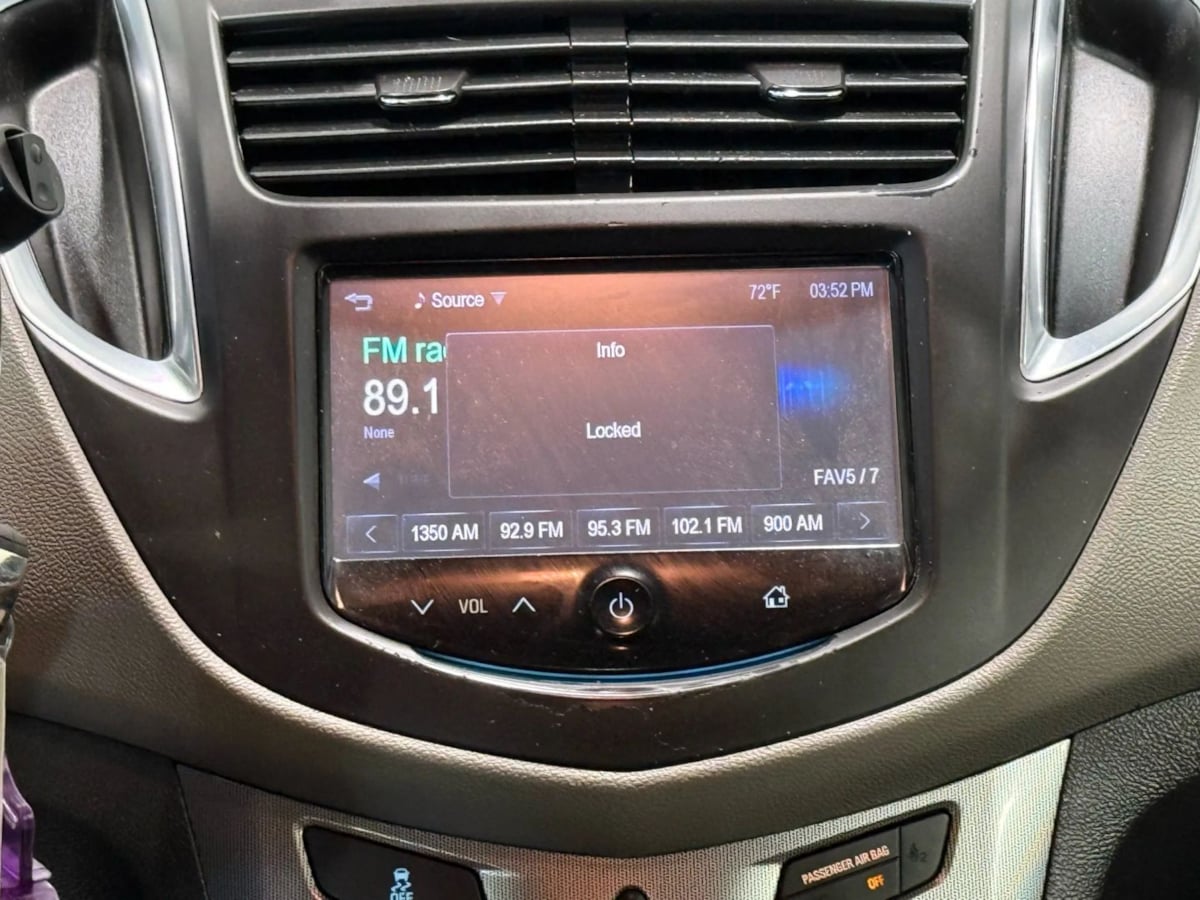 Source 72°F 03:52 PM
FM ra
Info
89.1
None
Locked
FAV5 / 7
1350 AM 92.9 FM 95.3 FM 102.1 FM 900 AM
VOL
PASSENGER AIR BAG
OFF
OFF